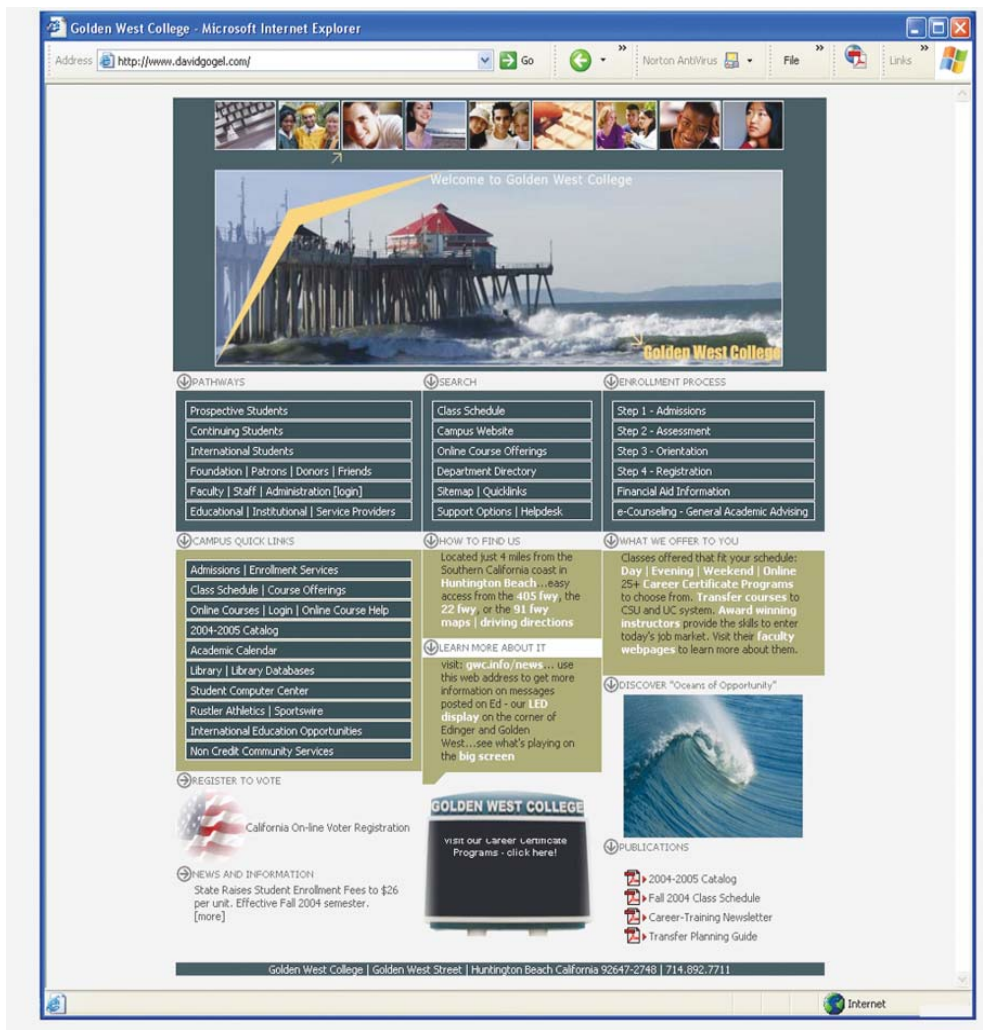 Golden West College - Microsoft Internet Explorer
Address http://www.davidgogel.com/ Go » Norton AntiVirus File » Links »
Welcome to Golden West College
Golden West College
PATHWAYS
Prospective Students
Continuing Students
International Students
Foundation | Patrons | Donors | Friends
Faculty | Staff | Administration [login]
Educational | Institutional | Service Providers
SEARCH
Class Schedule
Campus Website
Online Course Offerings
Department Directory
Sitemap | Quicklinks
Support Options | Helpdesk
ENROLLMENT PROCESS
Step 1 - Admissions
Step 2 - Assessment
Step 3 - Orientation
Step 4 - Registration
Financial Aid Information
e-Counseling - General Academic Advising
CAMPUS QUICK LINKS
Admissions | Enrollment Services
Class Schedule | Course Offerings
Online Courses | Login | Online Course Help
2004-2005 Catalog
Academic Calendar
Library | Library Databases
Student Computer Center
Rustler Athletics | Sportswire
International Education Opportunities
Non Credit Community Services
HOW TO FIND US
Located just 4 miles from the
Southern California coast in
Huntington Beach...easy
access from the 405 fwy, the
22 fwy, or the 91 fwy
maps | driving directions
LEARN MORE ABOUT IT
visit: gwc.info/news... use
this web address to get more
information on messages
posted on Ed - our LED
display on the corner of
Edinger and Golden
West...see what's playing on
the big screen
WHAT WE OFFER TO YOU
Classes offered that fit your schedule:
Day | Evening | Weekend | Online
25+ Career Certificate Programs
to choose from. Transfer courses to
CSU and UC system. Award winning
instructors provide the skills to enter
today's job market. Visit their faculty
webpages to learn more about them.
DISCOVER "Oceans of Opportunity"
REGISTER TO VOTE
California On-line Voter Registration
NEWS AND INFORMATION
State Raises Student Enrollment Fees to $26
per unit. Effective Fall 2004 semester.
[more]
GOLDEN WEST COLLEGE
Visit our Career Certificate
Programs - click here!
PUBLICATIONS
2004-2005 Catalog
Fall 2004 Class Schedule
Career-Training Newsletter
Transfer Planning Guide
Golden West College | Golden West Street | Huntington Beach California 92647-2748 | 714.892.7711
Internet